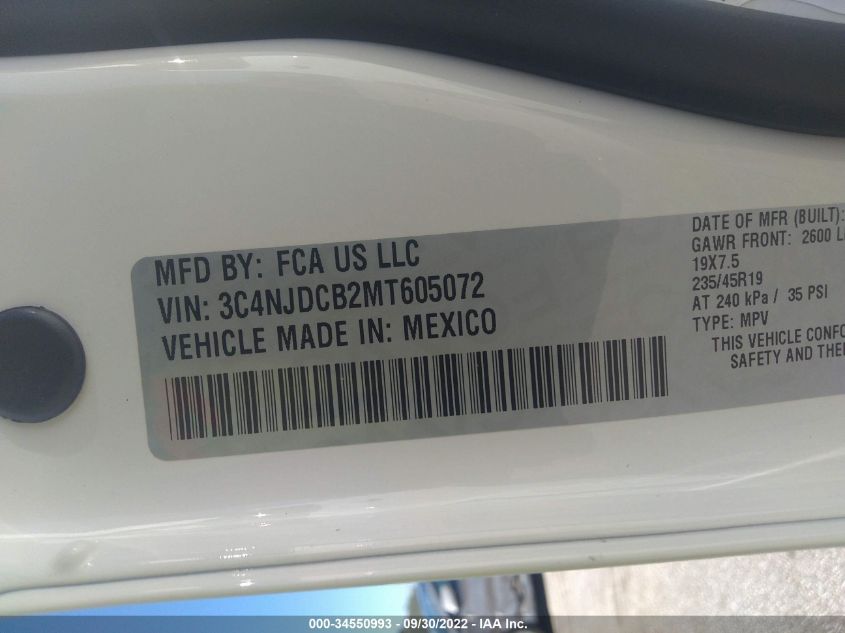 MFD BY: FCA US LLC
VIN: 3C4NJDCB2MT605072
VEHICLE MADE IN: MEXICO
DATE OF MFR (BUILT):
GAWR FRONT: 2600
19X7.5
235/45R19
AT 240 kPa / 35 PSI
TYPE: MPV
THIS VEHICLE
SAFETY AND
000-34550993 - 09/30/2022 - IAA Inc.